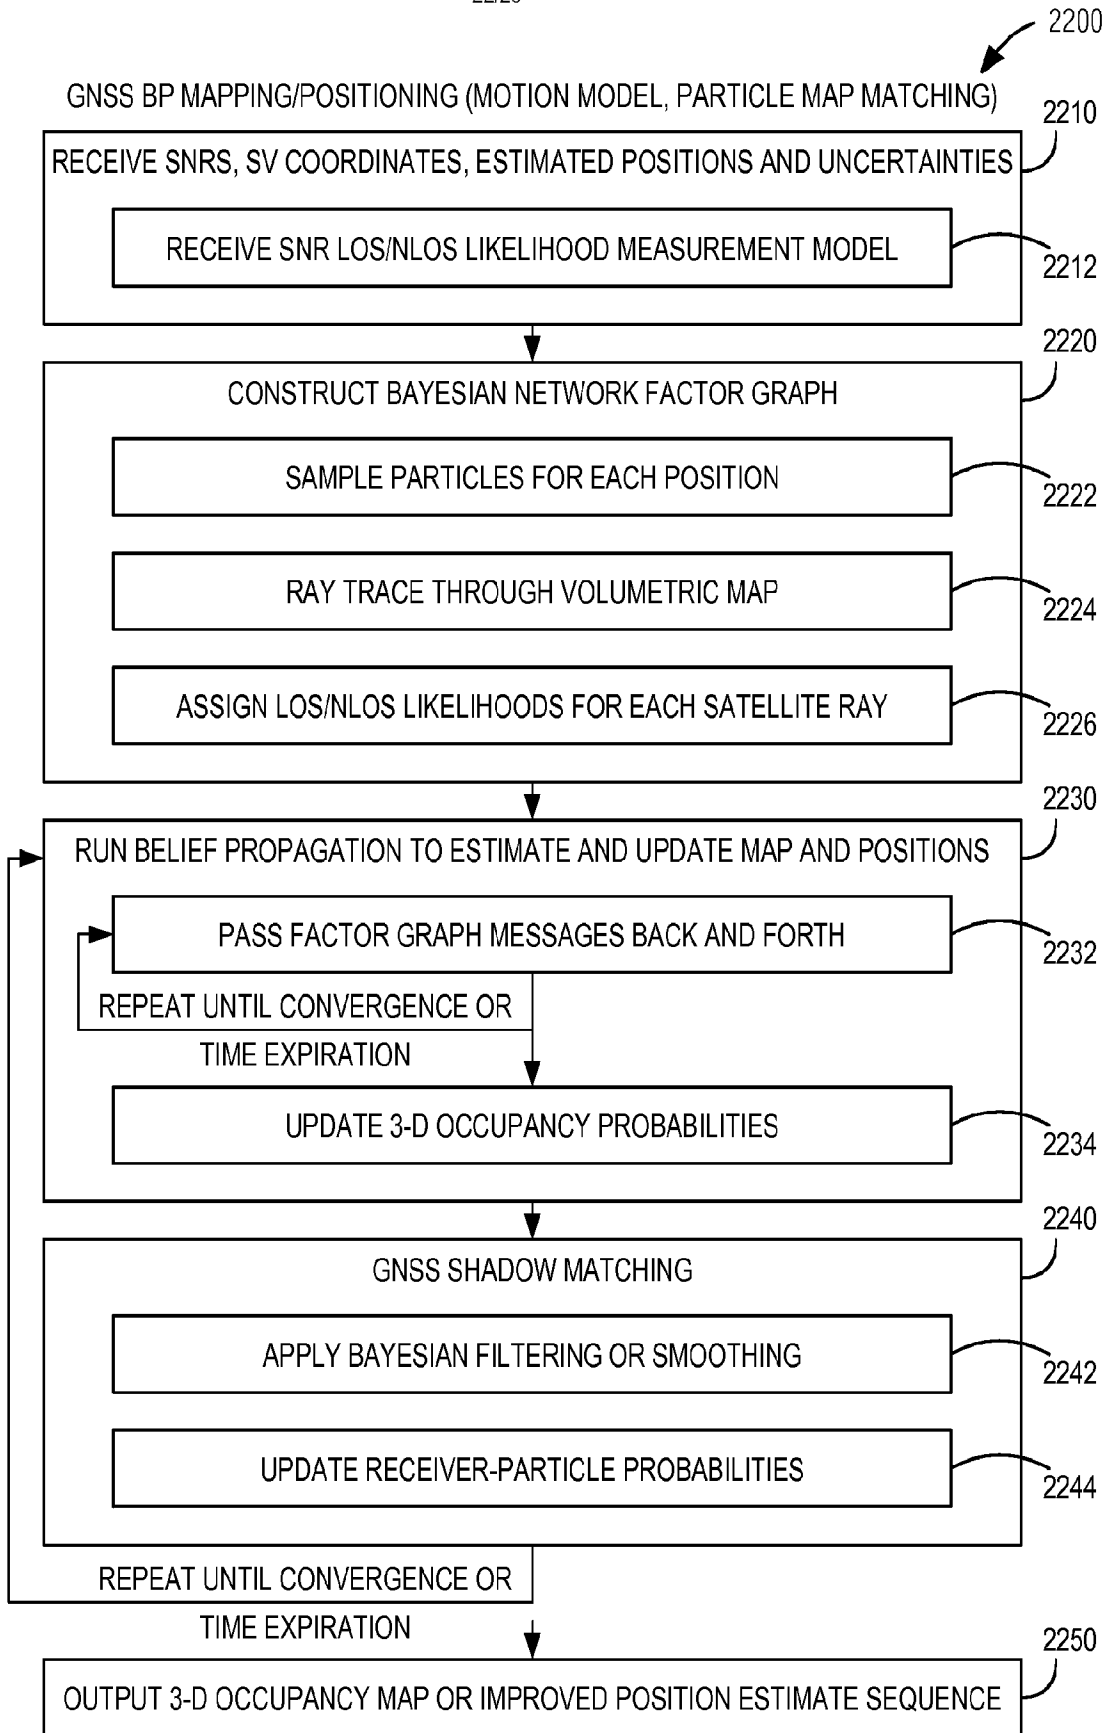 2200
GNSS BP MAPPING/POSITIONING (MOTION MODEL, PARTICLE MAP MATCHING)
2210
RECEIVE SNRS, SV COORDINATES, ESTIMATED POSITIONS AND UNCERTAINTIES
RECEIVE SNR LOS/NLOS LIKELIHOOD MEASUREMENT MODEL
2212
2220
CONSTRUCT BAYESIAN NETWORK FACTOR GRAPH
SAMPLE PARTICLES FOR EACH POSITION
2222
RAY TRACE THROUGH VOLUMETRIC MAP
2224
ASSIGN LOS/NLOS LIKELIHOODS FOR EACH SATELLITE RAY
2226
2230
RUN BELIEF PROPAGATION TO ESTIMATE AND UPDATE MAP AND POSITIONS
PASS FACTOR GRAPH MESSAGES BACK AND FORTH
2232
REPEAT UNTIL CONVERGENCE OR
TIME EXPIRATION
UPDATE 3-D OCCUPANCY PROBABILITIES
2234
2240
GNSS SHADOW MATCHING
APPLY BAYESIAN FILTERING OR SMOOTHING
2242
UPDATE RECEIVER-PARTICLE PROBABILITIES
2244
REPEAT UNTIL CONVERGENCE OR
TIME EXPIRATION
2250
OUTPUT 3-D OCCUPANCY MAP OR IMPROVED POSITION ESTIMATE SEQUENCE